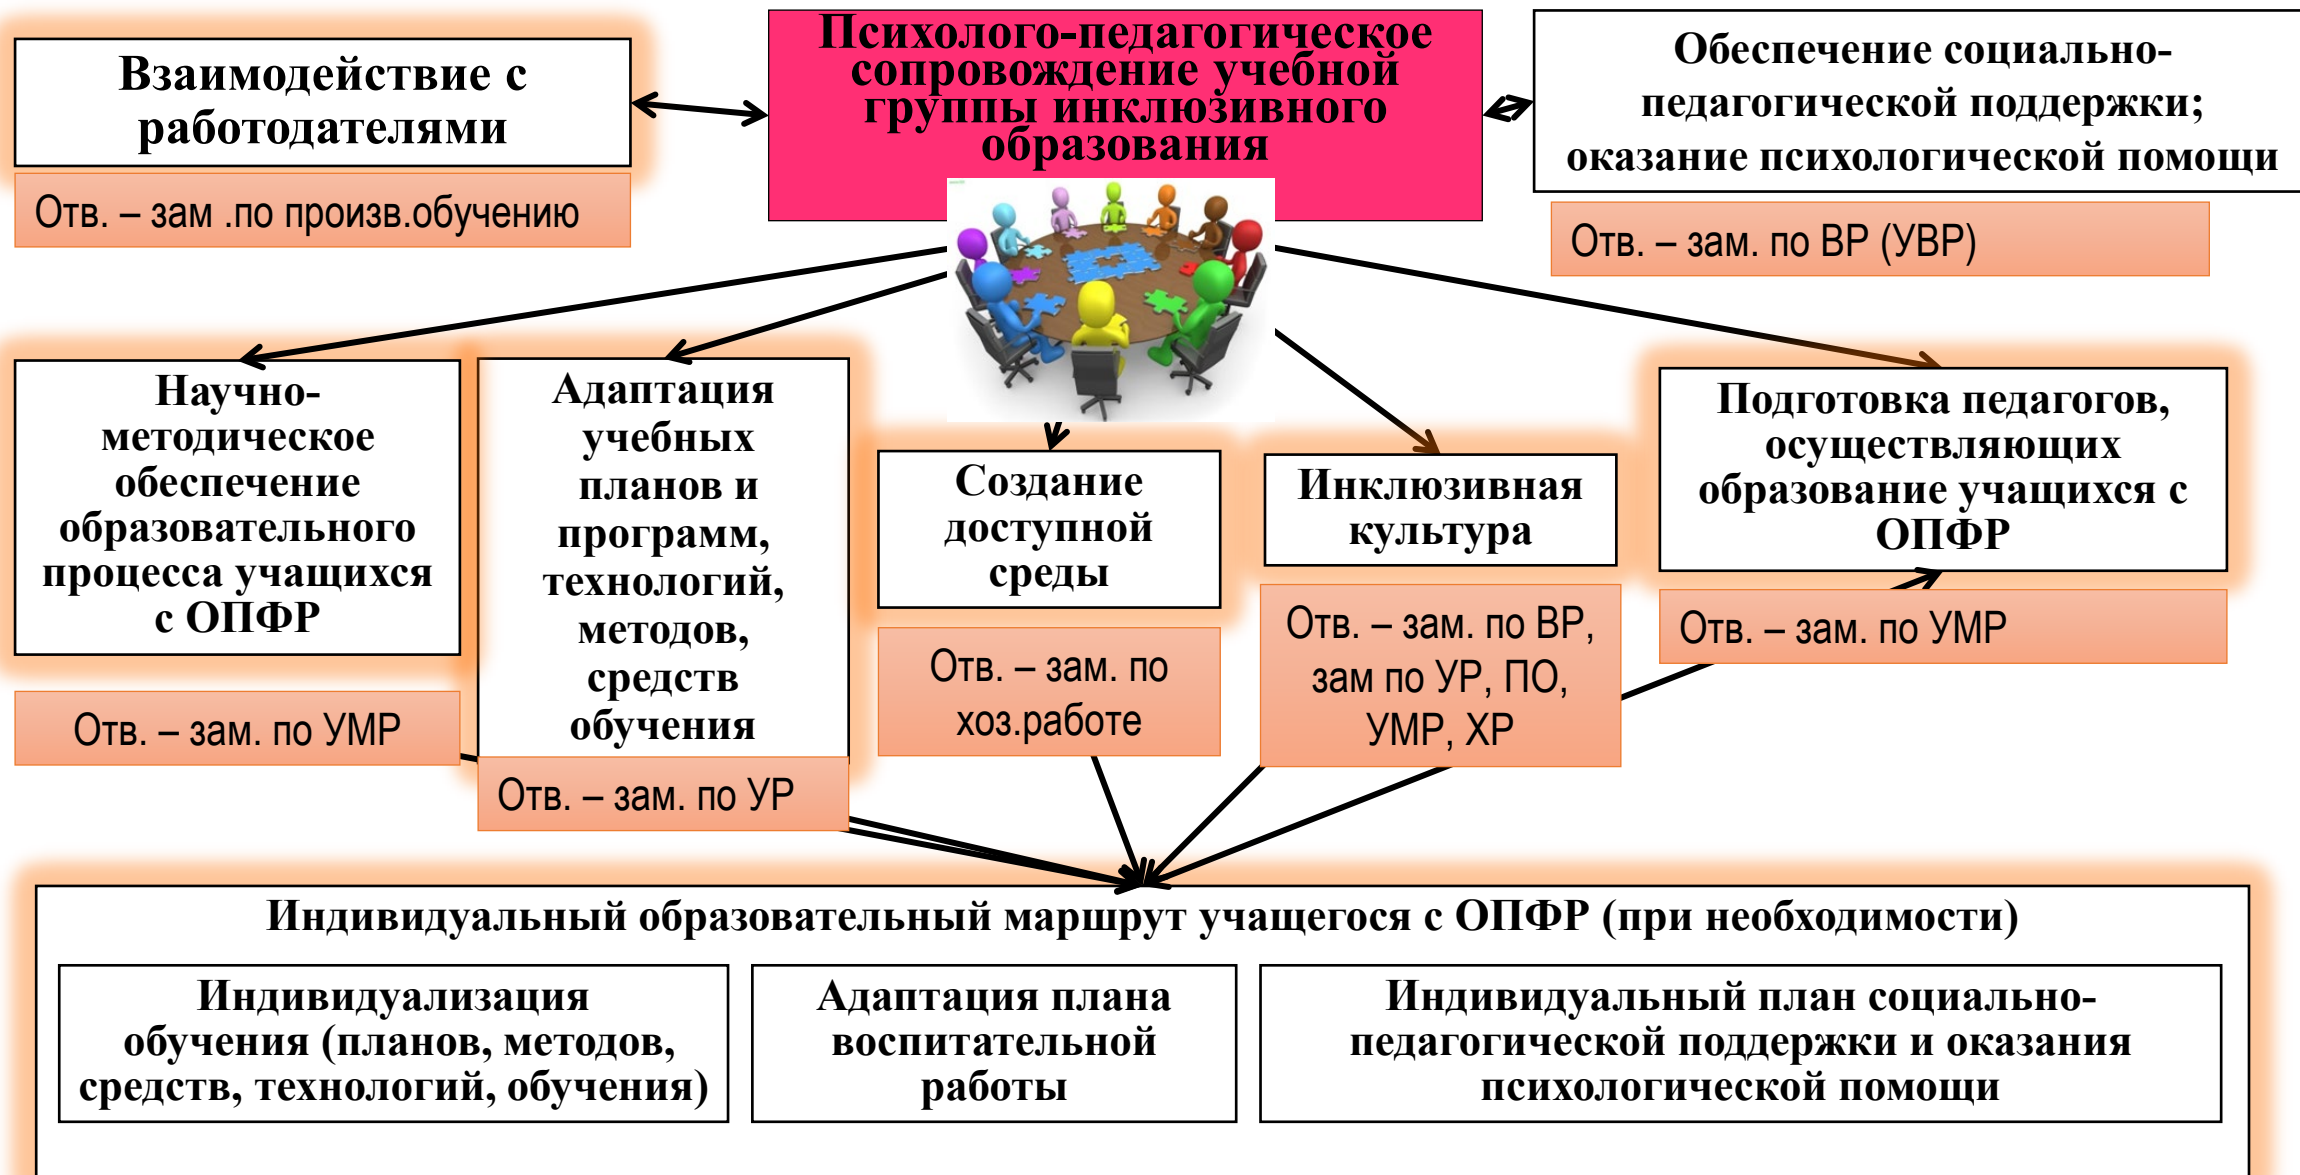 Взаимодействие с
работодателями
Отв. – зам .по произв.обучению
Психолого-педагогическое
сопровождение учебной
группы инклюзивного
образования
Обеспечение социально-
педагогической поддержки;
оказание психологической помощи
Отв. – зам. по ВР (УВР)
Научно-
методическое
обеспечение
образовательного
процесса учащихся
с ОПФР
Отв. – зам. по УМР
Адаптация
учебных
планов и
программ,
технологий,
методов,
средств
обучения
Отв. – зам. по УР
Создание
доступной
среды
Отв. – зам. по
хоз.работе
Инклюзивная
культура
Отв. – зам. по ВР,
зам по УР, ПО,
УМР, ХР
Подготовка педагогов,
осуществляющих
образование учащихся с
ОПФР
Отв. – зам. по УМР
Индивидуальный образовательный маршрут учащегося с ОПФР (при необходимости)
Индивидуализация
обучения (планов, методов,
средств, технологий, обучения)
Адаптация плана
воспитательной
работы
Индивидуальный план социально-
педагогической поддержки и оказания
психологической помощи